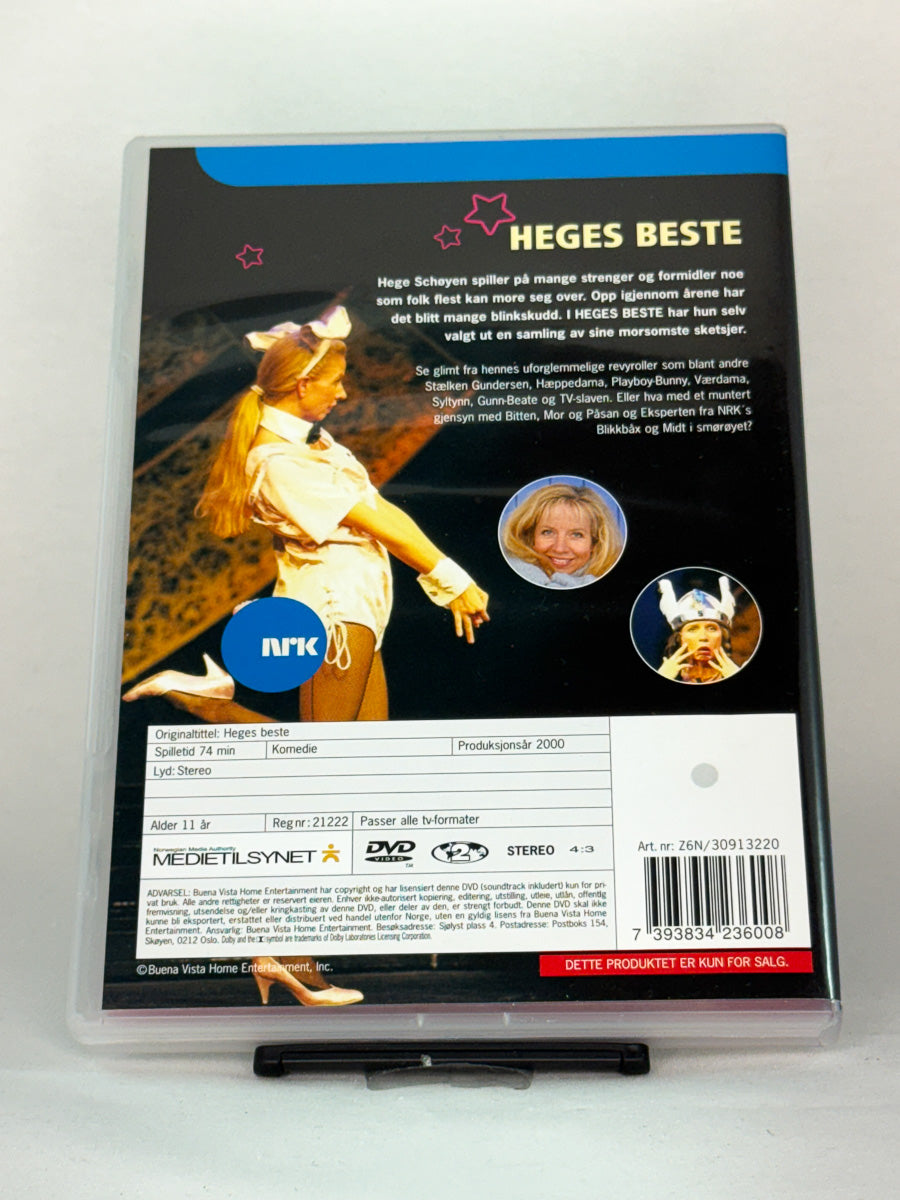 HEGES BESTE
Hege Schøyen spiller på mange strenger og formidler noe
som folk flest kan more seg over. Opp igjennom årene har
det blitt mange blinkskudd. I HEGES BESTE har hun selv
valgt ut en samling av sine morsomste sketsjer.
Se glimt fra hennes uforglemmelige revyroller som blant andre
Stælken Gundersen, Hæppedama, Playboy-Bunny, Værdama,
Syltynn, Gunn-Beate og TV-slaven. Eller hva med et muntert
gjensyn med Bitten, Mor og Påsan og Eksperten fra NRK´s
Blikkbåx og Midt i smørøyet?
NRK
Originaltittel: Heges beste
Spilletid 74 min Komedie Produksjonsår 2000
Lyd: Stereo
Alder 11 år Reg nr: 21222 Passer alle tv-formater
Norwegian Media Authority
MEDIETILSYNET DVD VIDEO TM 2 STEREO 4:3
ADVARSEL: Buena Vista Home Entertainment har copyright og har lisensiert denne DVD (soundtrack inkludert) kun for pri-
vat bruk. Alle andre rettigheter er reservert eieren. Enhver ikke-autorisert kopiering, editering, utstilling, utleie, utlån, offentlig
fremvisning, utsendelse og/eller kringkasting av denne DVD, eller deler av den, er strengt forbudt. Denne DVD skal ikke
kunne bli eksportert, erstattet eller distribuert ved handel utenfor Norge, uten en gyldig lisens fra Buena Vista Home
Entertainment. Ansvarlig: Buena Vista Home Entertainment. Besøksadresse: Sjølyst plass 4. Postadresse: Postboks 154,
Skøyen, 0212 Oslo. Dolby and the symbol are trademarks of Dolby Laboratories Licensing Corporation.
Art. nr: Z6N/30913220
7 393834 236008
©Buena Vista Home Entertainment, Inc.
DETTE PRODUKTET ER KUN FOR SALG.